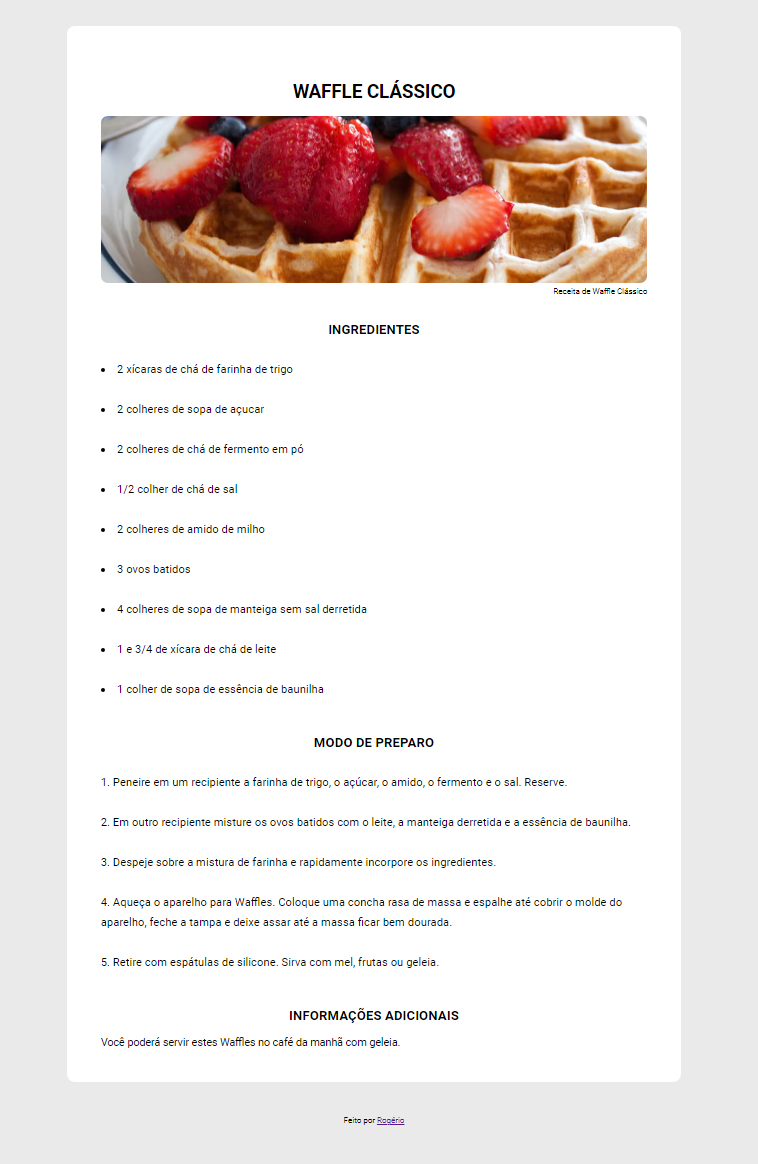 WAFFLE CLÁSSICO
Receita de Waffle Clássico
INGREDIENTES
• 2 xícaras de chá de farinha de trigo
• 2 colheres de sopa de açucar
• 2 colheres de chá de fermento em pó
• 1/2 colher de chá de sal
• 2 colheres de amido de milho
• 3 ovos batidos
• 4 colheres de sopa de manteiga sem sal derretida
• 1 e 3/4 de xícara de chá de leite
• 1 colher de sopa de essência de baunilha
MODO DE PREPARO
1. Peneire em um recipiente a farinha de trigo, o açúcar, o amido, o fermento e o sal. Reserve.
2. Em outro recipiente misture os ovos batidos com o leite, a manteiga derretida e a essência de baunilha.
3. Despeje sobre a mistura de farinha e rapidamente incorpore os ingredientes.
4. Aqueça o aparelho para Waffles. Coloque uma concha rasa de massa e espalhe até cobrir o molde do
aparelho, feche a tampa e deixe assar até a massa ficar bem dourada.
5. Retire com espátulas de silicone. Sirva com mel, frutas ou geleia.
INFORMAÇÕES ADICIONAIS
Você poderá servir estes Waffles no café da manhã com geleia.
Feito por Rogério